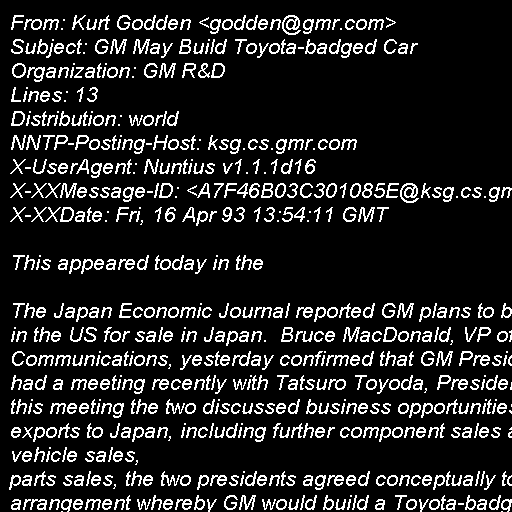 From: Kurt Godden <godden@gmr.com>
Subject: GM May Build Toyota-badged Car
Organization: GM R&D
Lines: 13
Distribution: world
NNTP-Posting-Host: ksg.cs.gmr.com
X-UserAgent: Nuntius v1.1.1d16
X-XXMessage-ID: <A7F46B03C301085E@ksg.cs.gm
X-XXDate: Fri, 16 Apr 93 13:54:11 GMT

This appeared today in the

The Japan Economic Journal reported GM plans to b
in the US for sale in Japan.  Bruce MacDonald, VP of
Communications, yesterday confirmed that GM Presid
had a meeting recently with Tatsuro Toyoda, Presiden
this meeting the two discussed business opportunities
exports to Japan, including further component sales a
vehicle sales,
parts sales, the two presidents agreed conceptually to
arrangement whereby GM would build a Toyota-badg